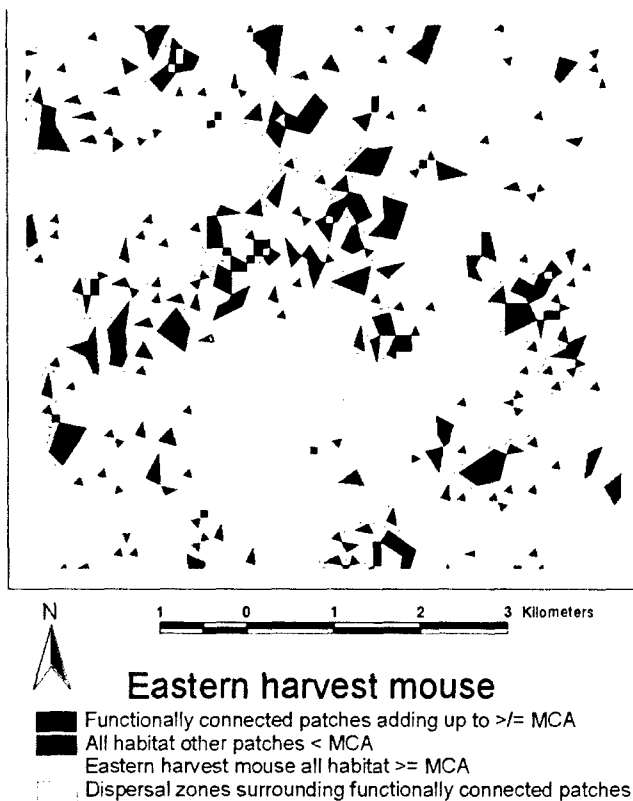 N
1 0 1 2 3 Kilometers
Eastern harvest mouse
Functionally connected patches adding up to >/= MCA
All habitat other patches < MCA
Eastern harvest mouse all habitat >= MCA
Dispersal zones surrounding functionally connected patches